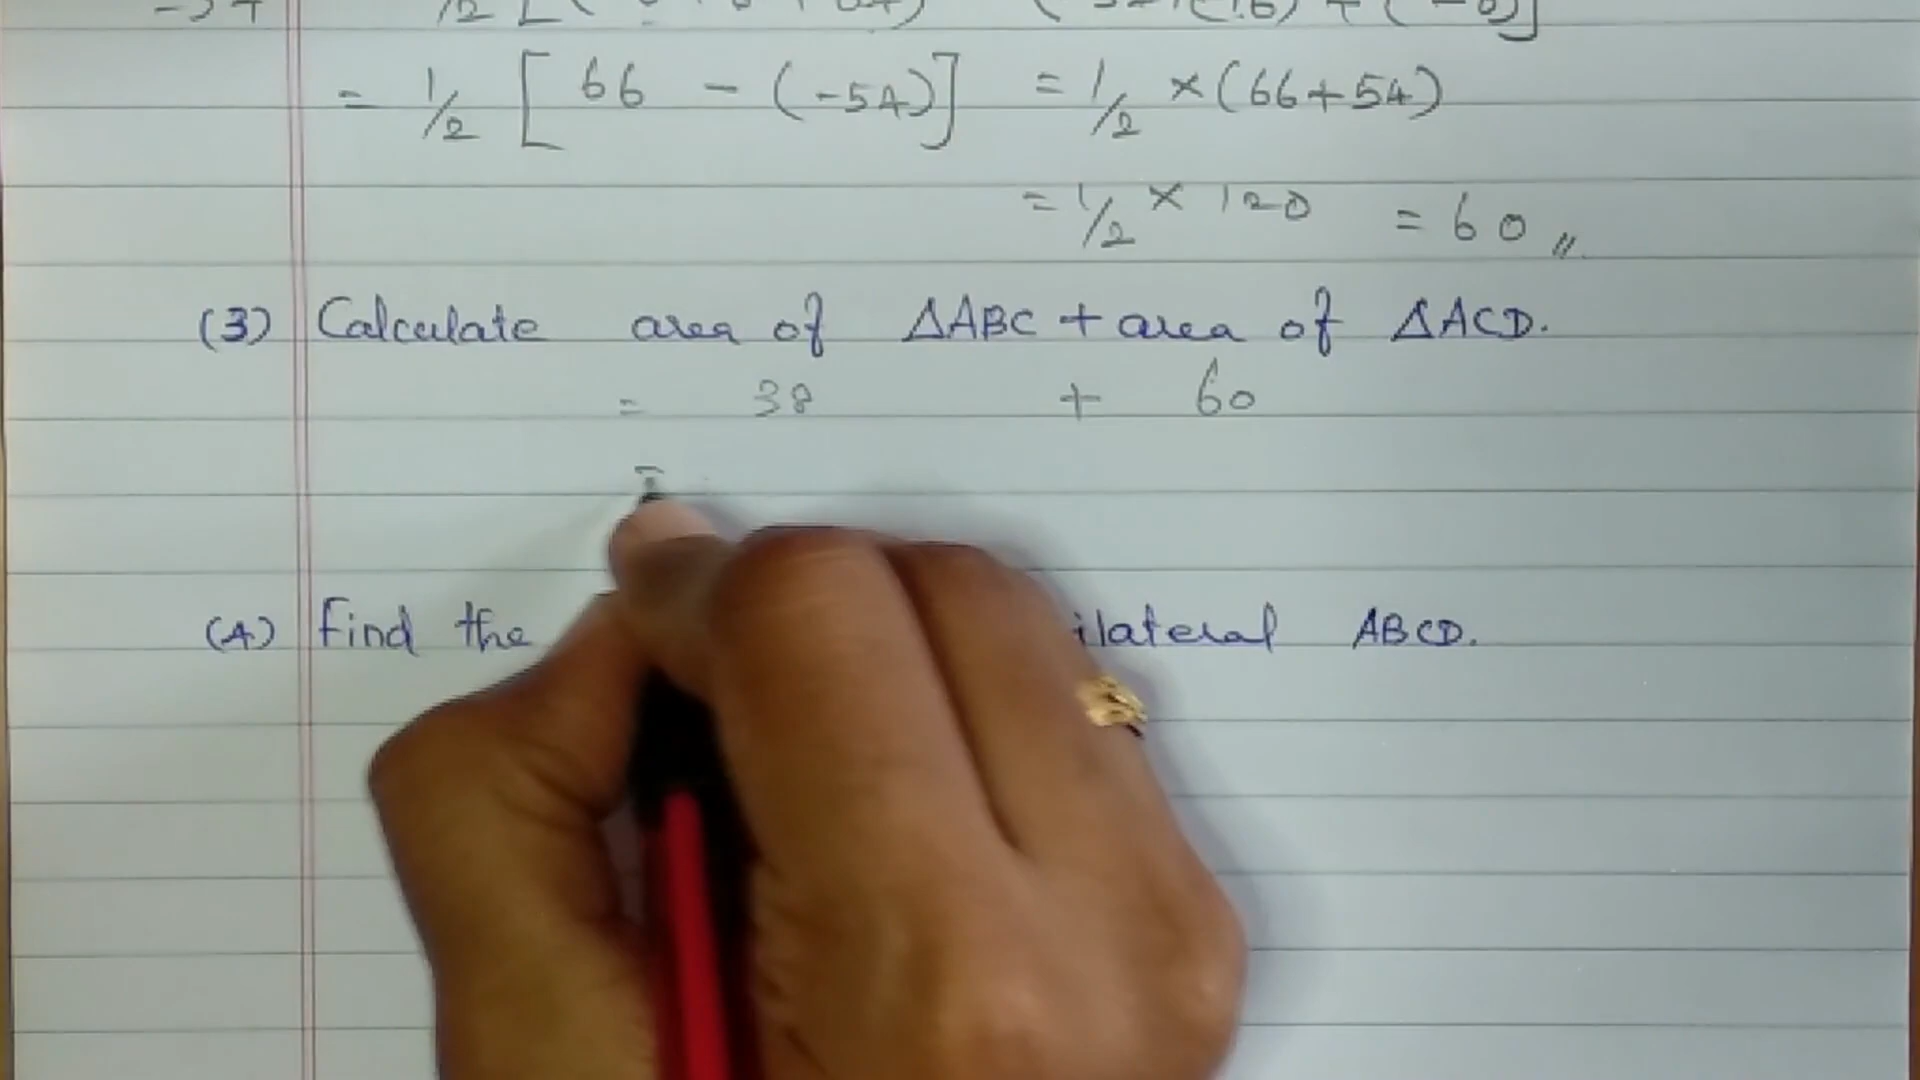 = 1/2 [ 66 - (-54)] = 1/2 × (66+54)
= 1/2 × 120 = 60 //
(3) Calculate area of ΔABC + area of ΔACD.
= 38 + 60
=
(4) Find the ilateral ABCD.